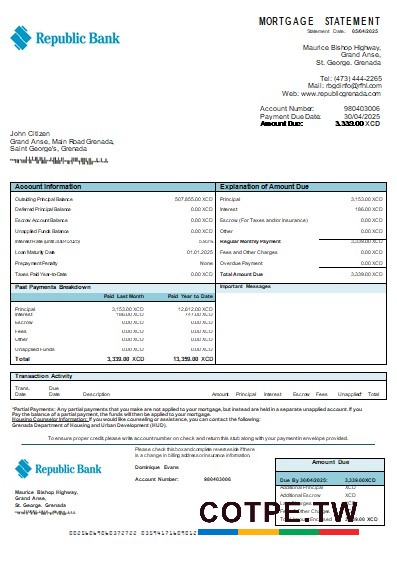 Republic Bank
MORTGAGE STATEMENT
Statement Date: 05/04/2025
Maurice Bishop Highway,
Grand Anse,
St. George. Grenada
Tel: (473) 444-2265
Mail: rbgdinfo@rfhl.com
Web: www.republicgrenada.com
Account Number: 980403006
Payment Due Date: 30/04/2025
Amount Due: 3,339.00 XCD
John Citizen
Grand Anse, Main Road Grenada,
Saint George's, Grenada
Account Information
Outstanding Principal Balance 507,855.00 XCD
Deferred Principal Balance 0.00 XCD
Escrow Account Balance 0.00 XCD
Unapplied Funds Balance 0.00 XCD
Interest Rate
Loan Maturity Date 01.01.2025
Prepayment Penalty None
Taxes Paid Year-to-Date 0.00 XCD
Explanation of Amount Due
Principal 3,153.00 XCD
Interest 186.00 XCD
Escrow (For Taxes and/or Insurance) 0.00 XCD
Other 0.00 XCD
Regular Monthly Payment 3,339.00 XCD
Fees and Other Charges 0.00 XCD
Overdue Payment 0.00 XCD
Total Amount Due 3,339.00 XCD
Past Payments Breakdown
Paid Last Month Paid Year to Date
Principal 3,153.00 XCD 12,612.00 XCD
Interest 186.00 XCD 747.00 XCD
Escrow 0.00 XCD 0.00 XCD
Fees 0.00 XCD 0.00 XCD
Other 0.00 XCD 0.00 XCD
Unapplied Funds 0.00 XCD 0.00 XCD
Total 3,339.00 XCD 13,359.00 XCD
Important Messages
Transaction Activity
Trans. Date Due Date Description Amount Principal Interest Escrow Fees Unapplied* Total
*Partial Payments: Any partial payments that you make are not applied to your mortgage, but instead are held in a separate unapplied account. If you
Pay the balance of a partial payment, the funds will then be applied to your mortgage.
Housing Counselor Information: If you would like counseling or assistance, you can contact the following:
Grenada Department of Housing and Urban Development (HUD).
To ensure proper credit, please write account number on check and return this stub along with your payment in envelope provided.
Republic Bank
Please check this box and complete reverse side if there
is a change in billing address or insurance information.
Dominique Evans
Account Number: 980403006
Maurice Bishop Highway,
Grand Anse,
St. George. Grenada
Amount Due
Due By 30/04/2025: 3,339.00 XCD
Additional Principal XCD
Additional Escrow XCD
COTPE.TW